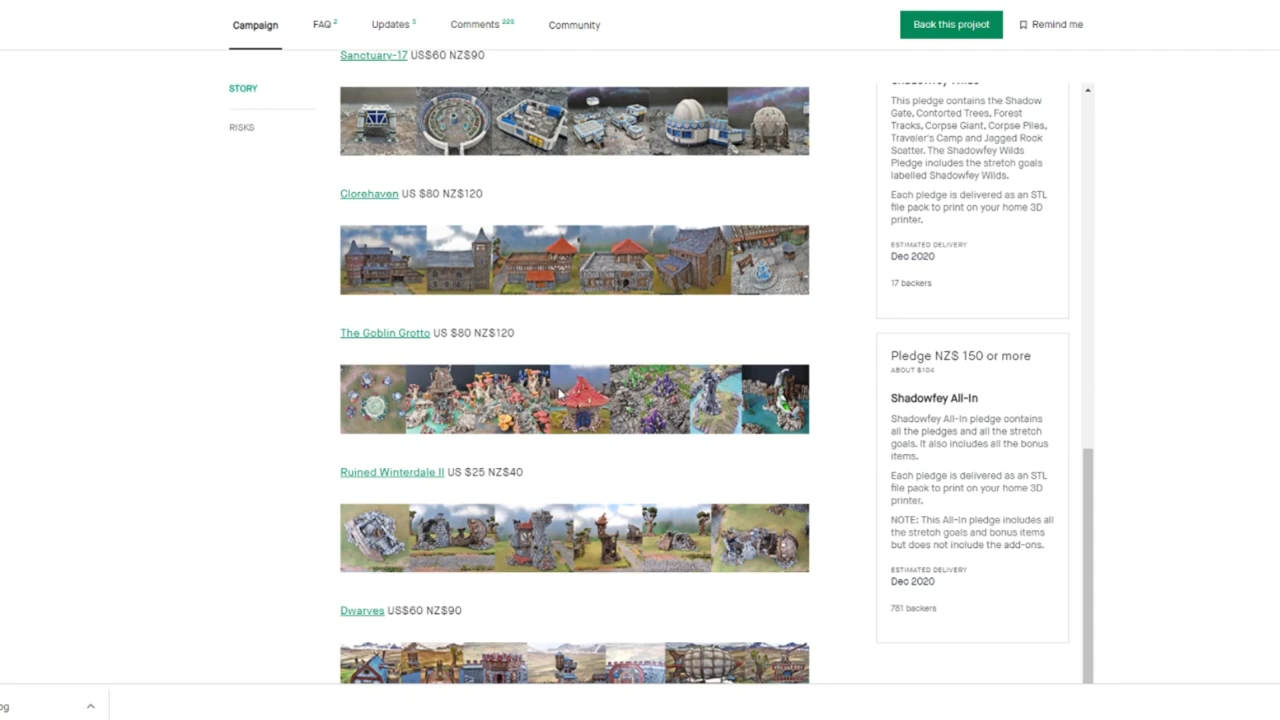 Campaign FAQ 2 Updates 3 Comments 225 Community Back this project Remind me
STORY
RISKS
Sanctuary-17 US$60 NZ$90
Clorehaven US $80 NZ$120
The Goblin Grotto US $80 NZ$120
Ruined Winterdale II US $25 NZ$40
Dwarves US$60 NZ$90
Shadowfey Wilds
This pledge contains the Shadow
Gate, Contorted Trees, Forest
Tracks, Corpse Giant, Corpse Piles,
Traveler's Camp and Jagged Rock
Scatter. The Shadowfey Wilds
Pledge includes the stretch goals
labelled Shadowfey Wilds.
Each pledge is delivered as an STL
file pack to print on your home 3D
printer.
ESTIMATED DELIVERY
Dec 2020
17 backers
Pledge NZ$ 150 or more
ABOUT $104
Shadowfey All-In
Shadowfey All-In pledge contains
all the pledges and all the stretch
goals. It also includes all the bonus
items.
Each pledge is delivered as an STL
file pack to print on your home 3D
printer.
NOTE: This All-In pledge includes all
the stretch goals and bonus items
but does not include the add-ons.
ESTIMATED DELIVERY
Dec 2020
781 backers